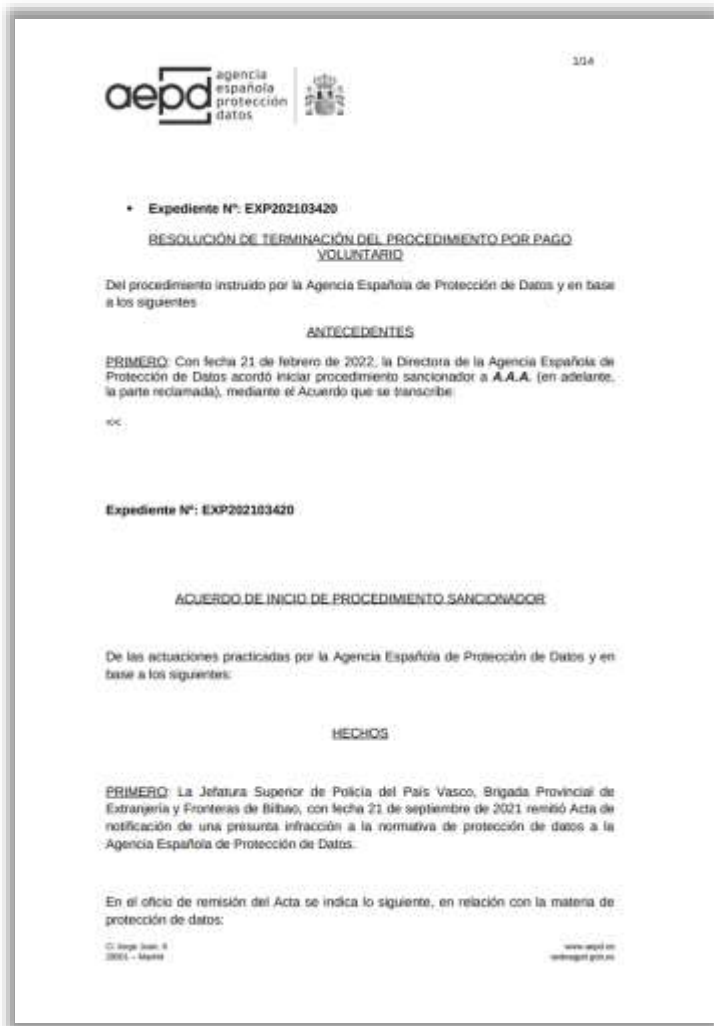 1/14
aepd agencia
española
protección
datos
• Expediente Nº: EXP202103420
RESOLUCIÓN DE TERMINACIÓN DEL PROCEDIMIENTO POR PAGO
VOLUNTARIO
Del procedimiento instruido por la Agencia Española de Protección de Datos y en base
a los siguientes
ANTECEDENTES
PRIMERO: Con fecha 21 de febrero de 2022, la Directora de la Agencia Española de
Protección de Datos acordó iniciar procedimiento sancionador a A.A.A. (en adelante,
la parte reclamada), mediante el Acuerdo que se transcribe:
<<
Expediente Nº: EXP202103420
ACUERDO DE INICIO DE PROCEDIMIENTO SANCIONADOR
De las actuaciones practicadas por la Agencia Española de Protección de Datos y en
base a los siguientes:
HECHOS
PRIMERO: La Jefatura Superior de Policía del País Vasco, Brigada Provincial de
Extranjería y Fronteras de Bilbao, con fecha 21 de septiembre de 2021 remitió Acta de
notificación de una presunta infracción a la normativa de protección de datos a la
Agencia Española de Protección de Datos.
En el oficio de remisión del Acta se indica lo siguiente, en relación con la materia de
protección de datos:
C/ Jorge Juan, 6
28001 – Madrid
www.aepd.es
sedeagpd.gob.es